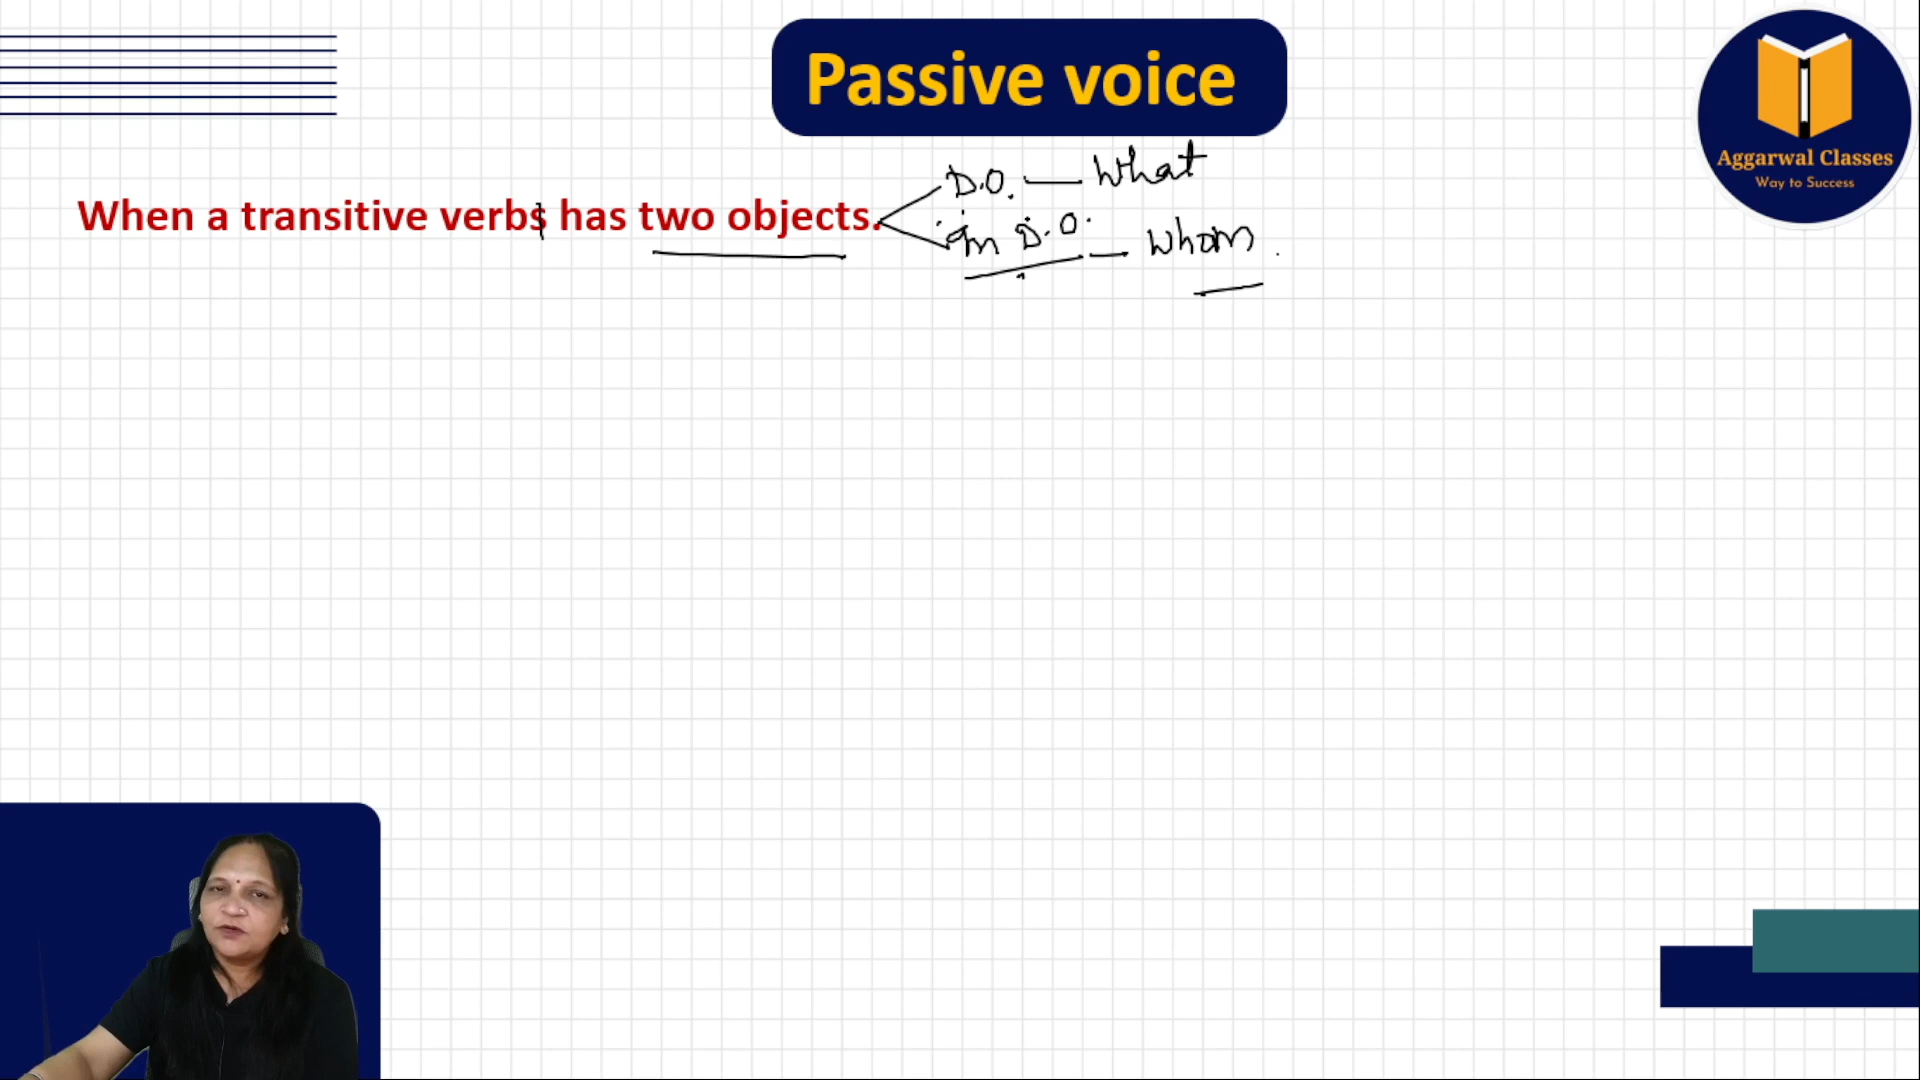 Passive voice
Aggarwal Classes
Way to Success
D.O. — What
When a transitive verbs has two objects.
In D.O. — Whom.